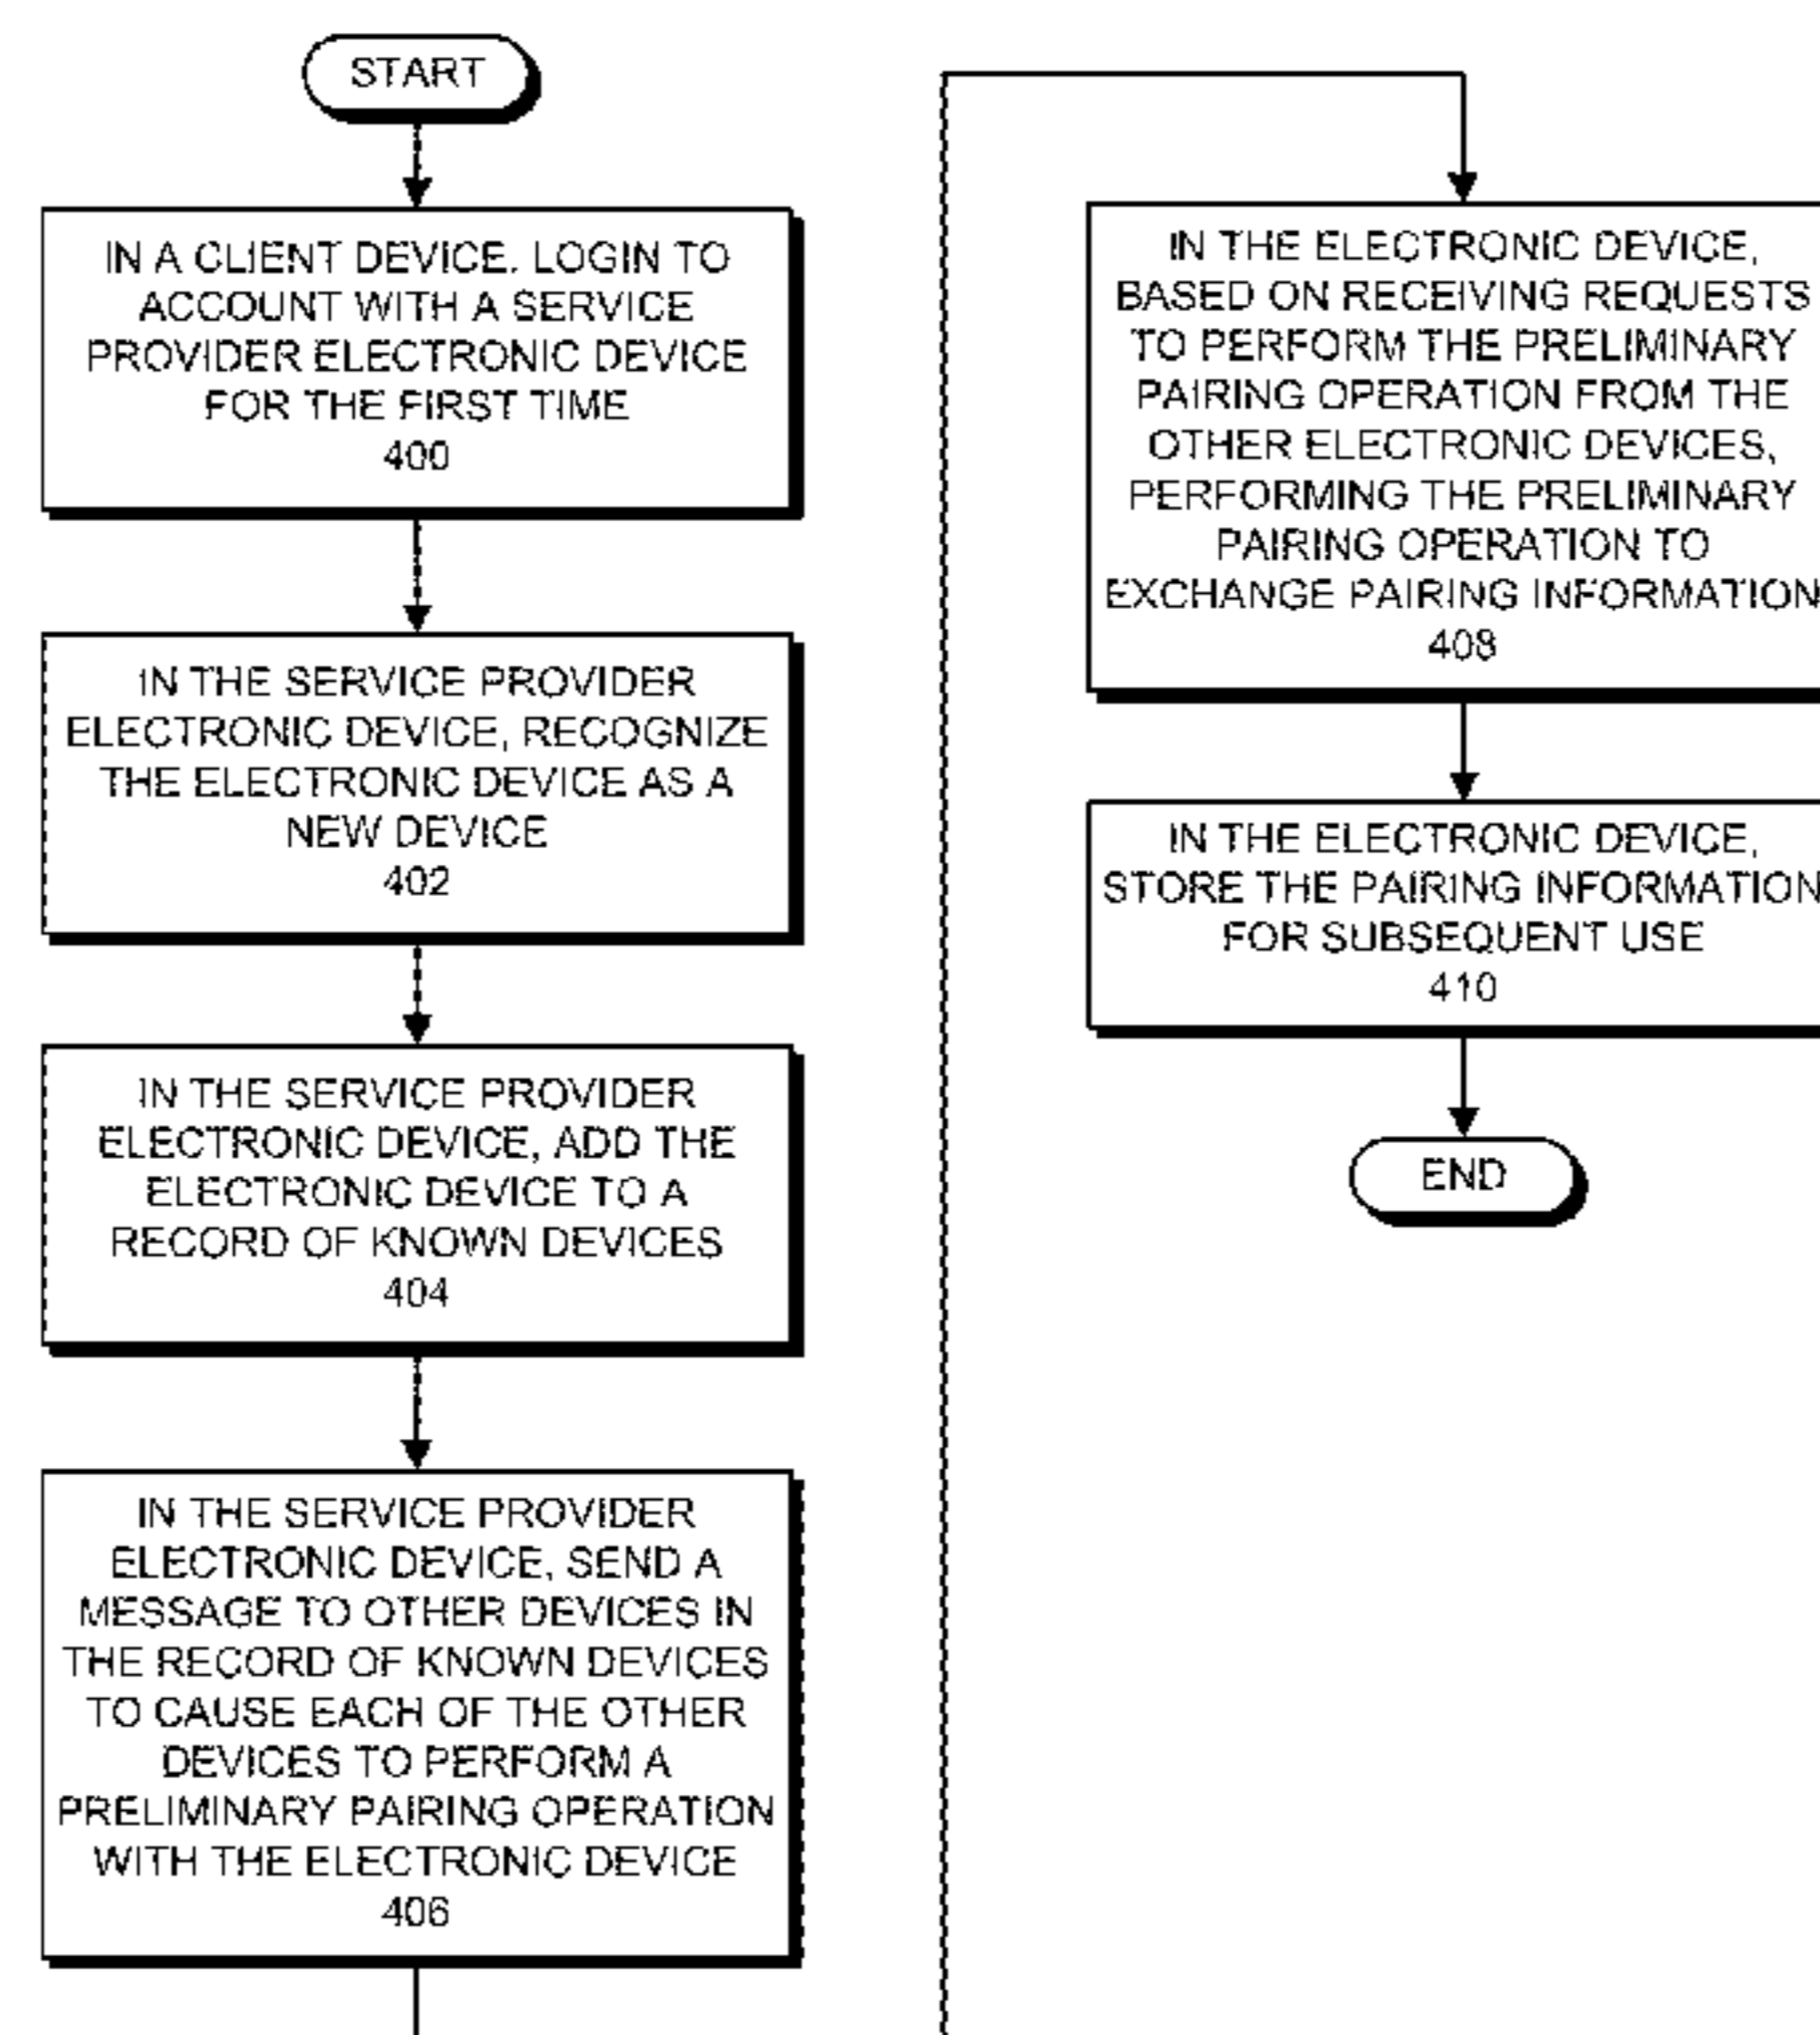 START
IN A CLIENT DEVICE, LOGIN TO
ACCOUNT WITH A SERVICE
PROVIDER ELECTRONIC DEVICE
FOR THE FIRST TIME
400
IN THE SERVICE PROVIDER
ELECTRONIC DEVICE, RECOGNIZE
THE ELECTRONIC DEVICE AS A
NEW DEVICE
402
IN THE SERVICE PROVIDER
ELECTRONIC DEVICE, ADD THE
ELECTRONIC DEVICE TO A
RECORD OF KNOWN DEVICES
404
IN THE SERVICE PROVIDER
ELECTRONIC DEVICE, SEND A
MESSAGE TO OTHER DEVICES IN
THE RECORD OF KNOWN DEVICES
TO CAUSE EACH OF THE OTHER
DEVICES TO PERFORM A
PRELIMINARY PAIRING OPERATION
WITH THE ELECTRONIC DEVICE
406
IN THE ELECTRONIC DEVICE,
BASED ON RECEIVING REQUESTS
TO PERFORM THE PRELIMINARY
PAIRING OPERATION FROM THE
OTHER ELECTRONIC DEVICES,
PERFORMING THE PRELIMINARY
PAIRING OPERATION TO
EXCHANGE PAIRING INFORMATION
408
IN THE ELECTRONIC DEVICE,
STORE THE PAIRING INFORMATION
FOR SUBSEQUENT USE
410
END